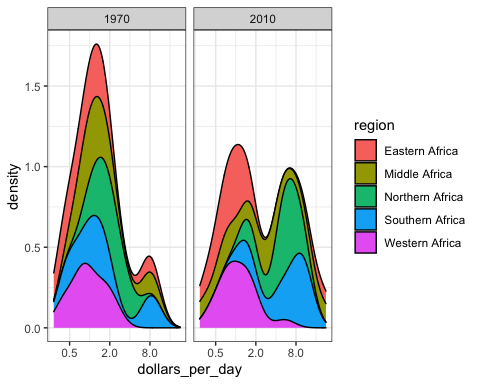 1970
2010
density
1.5
1.0
0.5
0.0
0.5
2.0
8.0
0.5
2.0
8.0
dollars_per_day
region
Eastern Africa
Middle Africa
Northern Africa
Southern Africa
Western Africa